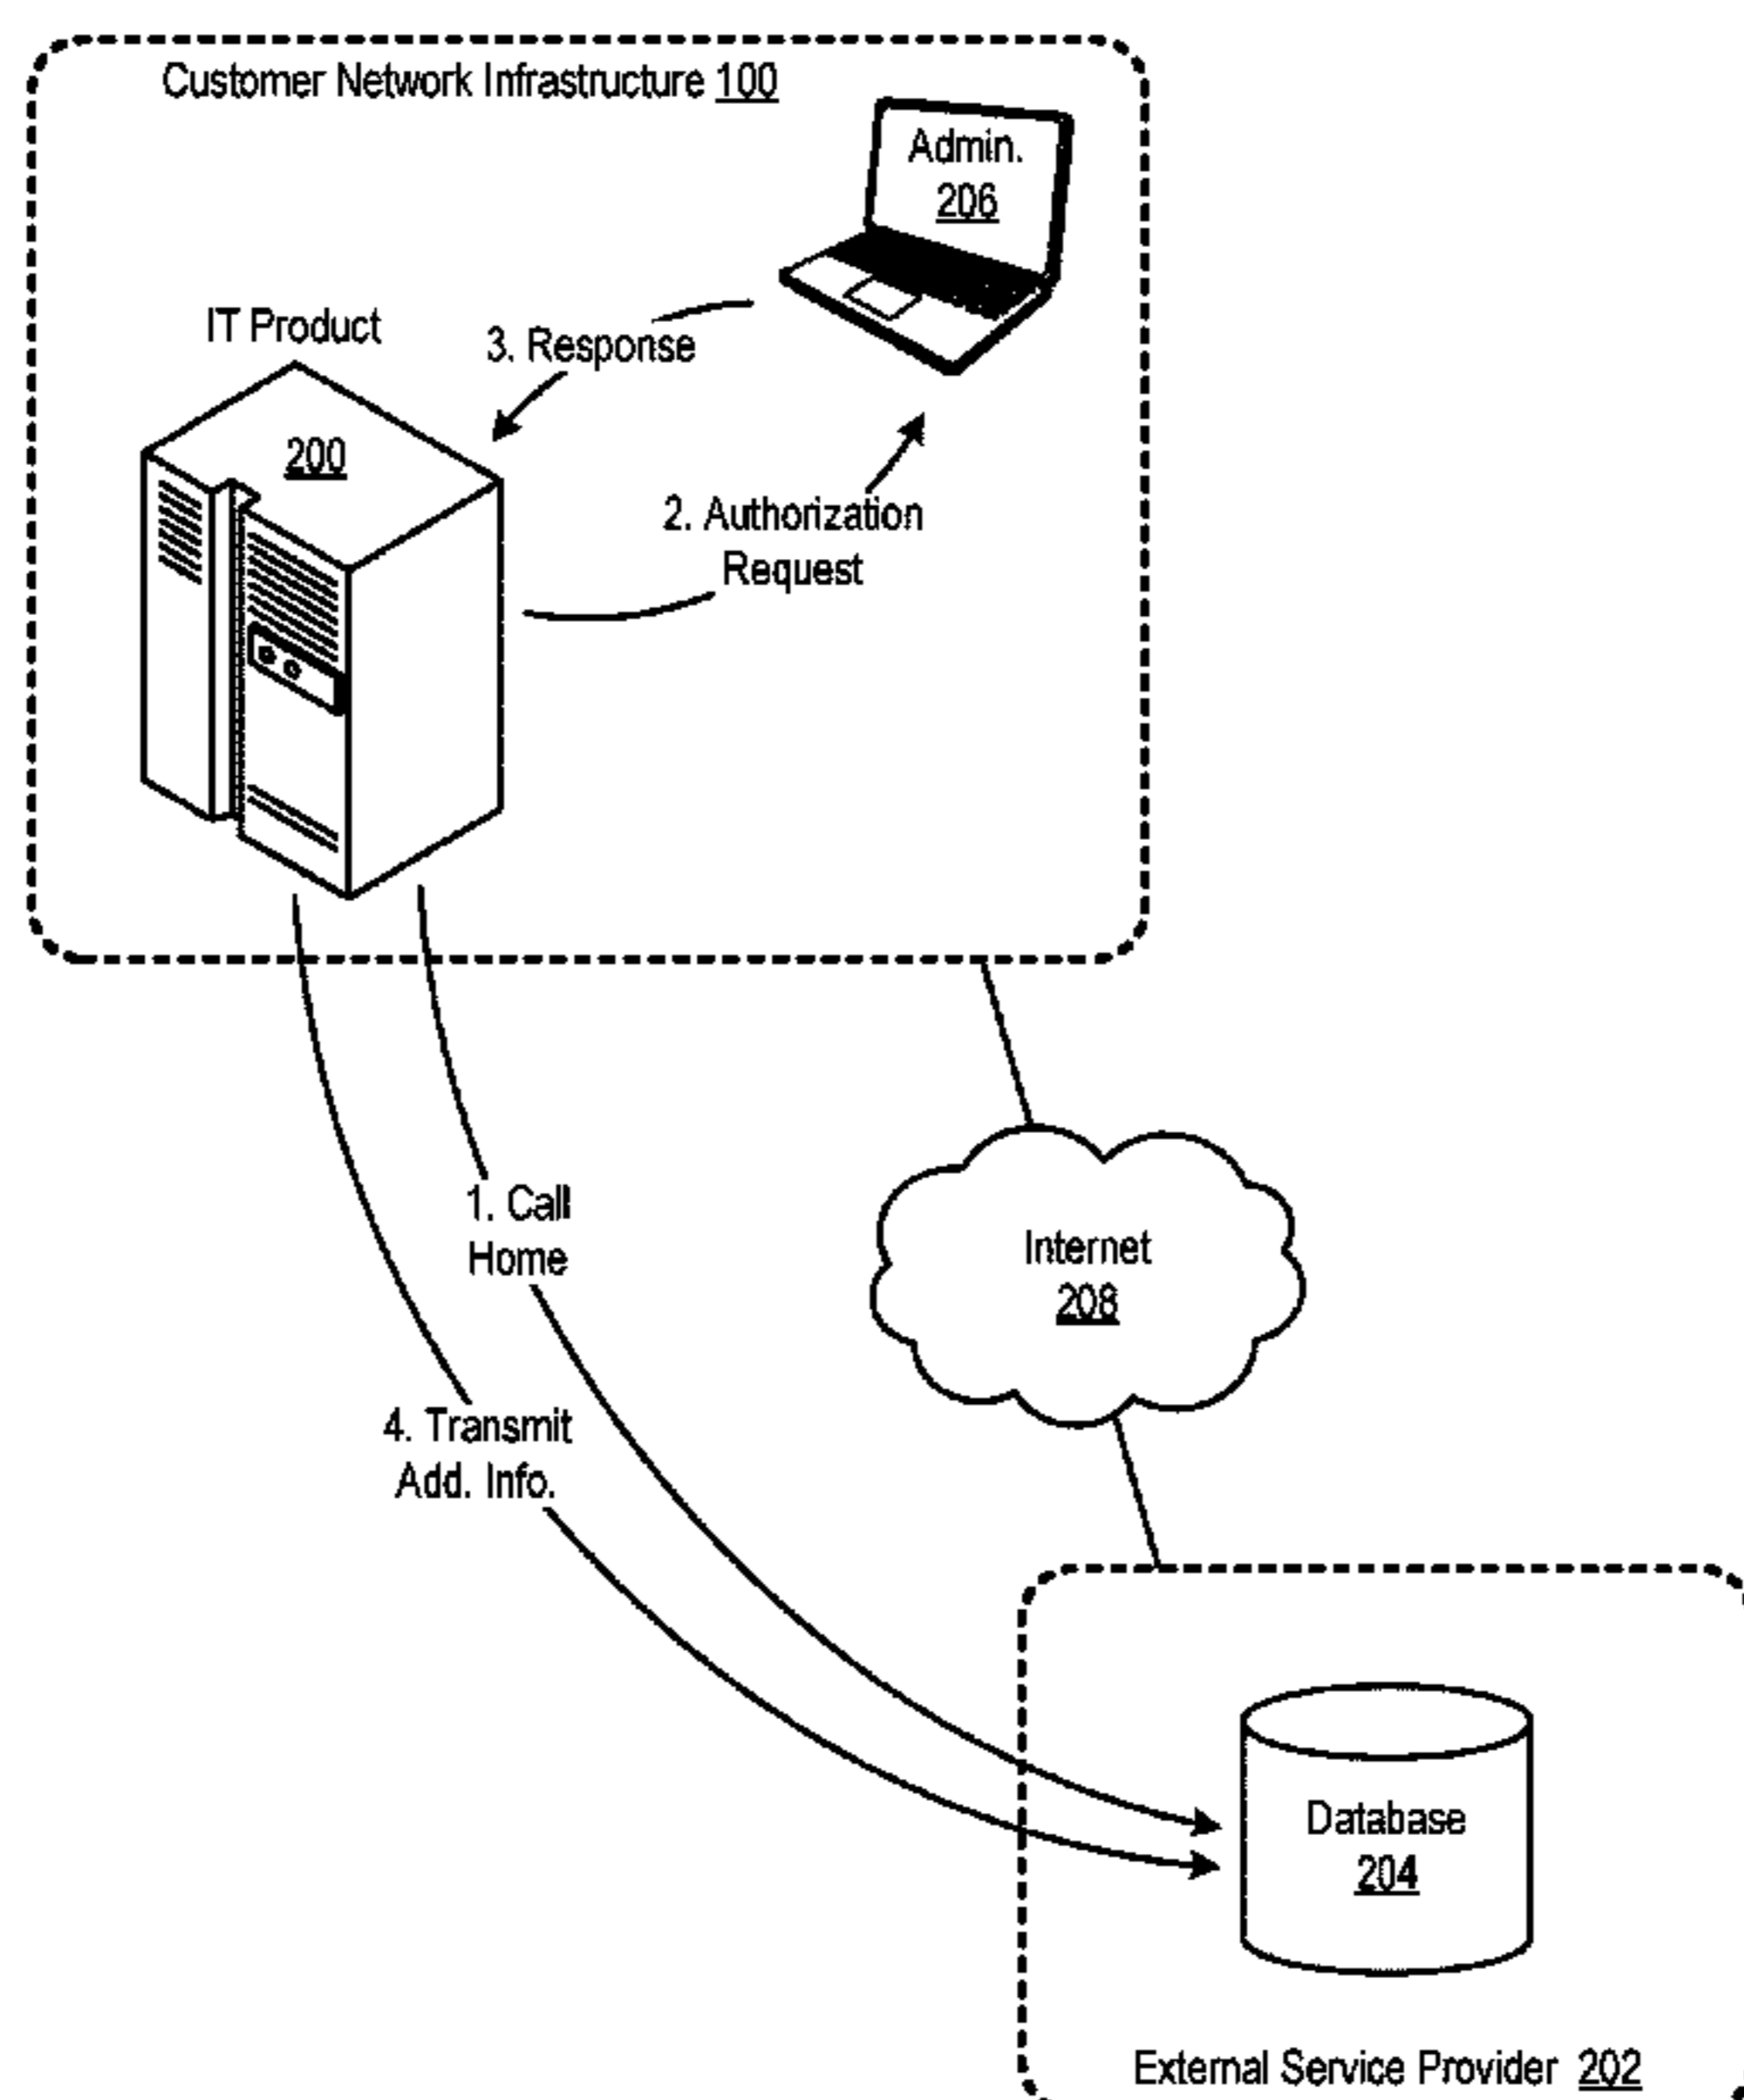 Customer Network Infrastructure 100
Admin.
206
IT Product
3. Response
200
2. Authorization
Request
1. Call
Home
Internet
208
4. Transmit
Add. Info.
Database
204
External Service Provider 202